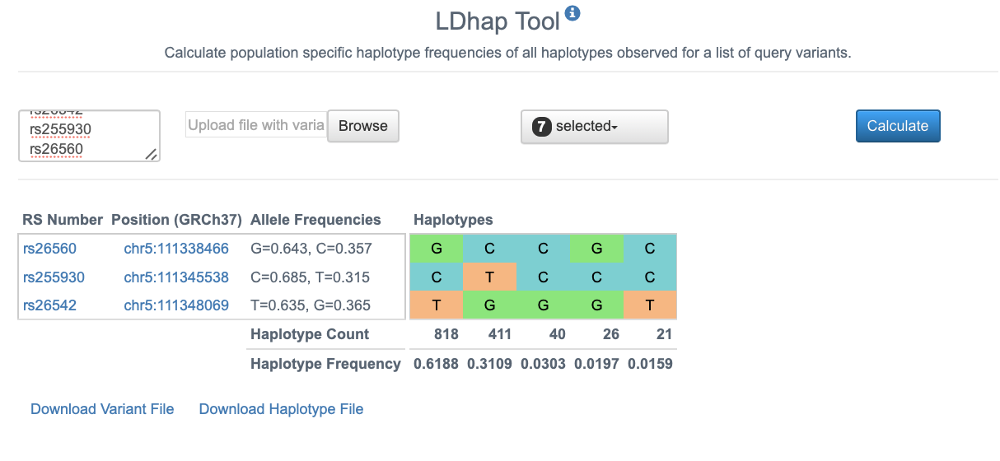 LDhap Tool
Calculate population specific haplotype frequencies of all haplotypes observed for a list of query variants.
rs26542
rs255930
rs26560
Upload file with varia
Browse
7 selected
Calculate
RS Number Position (GRCh37) Allele Frequencies Haplotypes
rs26560 chr5:111338466 G=0.643, C=0.357 G C C G C
rs255930 chr5:111345538 C=0.685, T=0.315 C T C C C
rs26542 chr5:111348069 T=0.635, G=0.365 T G G G T
Haplotype Count 818 411 40 26 21
Haplotype Frequency 0.6188 0.3109 0.0303 0.0197 0.0159
Download Variant File Download Haplotype File